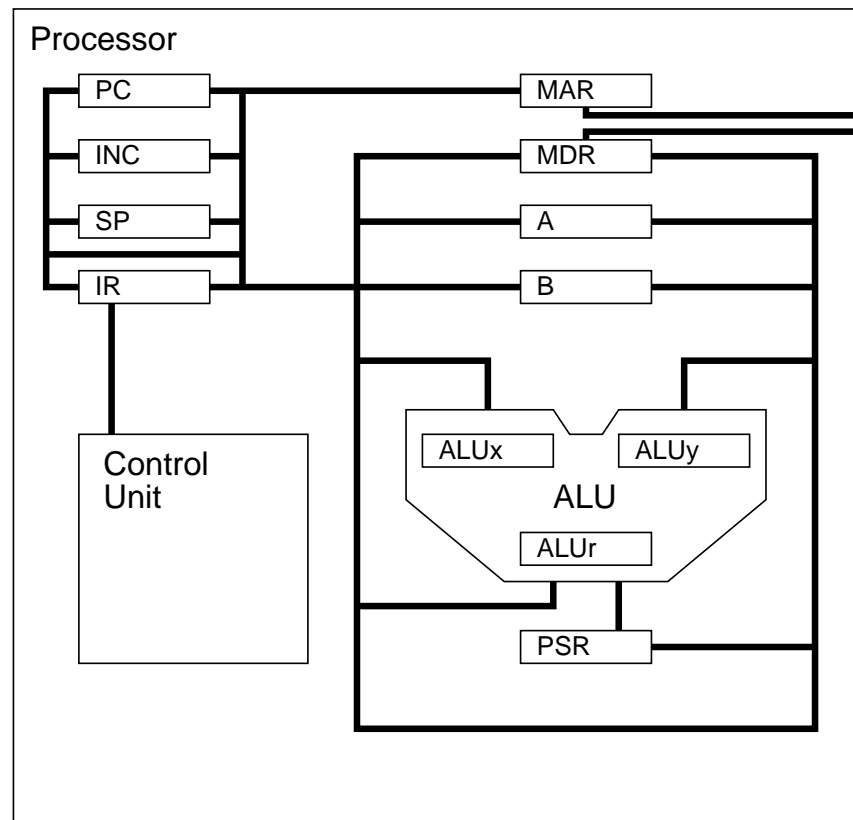 Processor
PC
MAR
INC
MDR
SP
A
IR
B
Control
Unit
ALUx
ALUy
ALU
ALUr
PSR